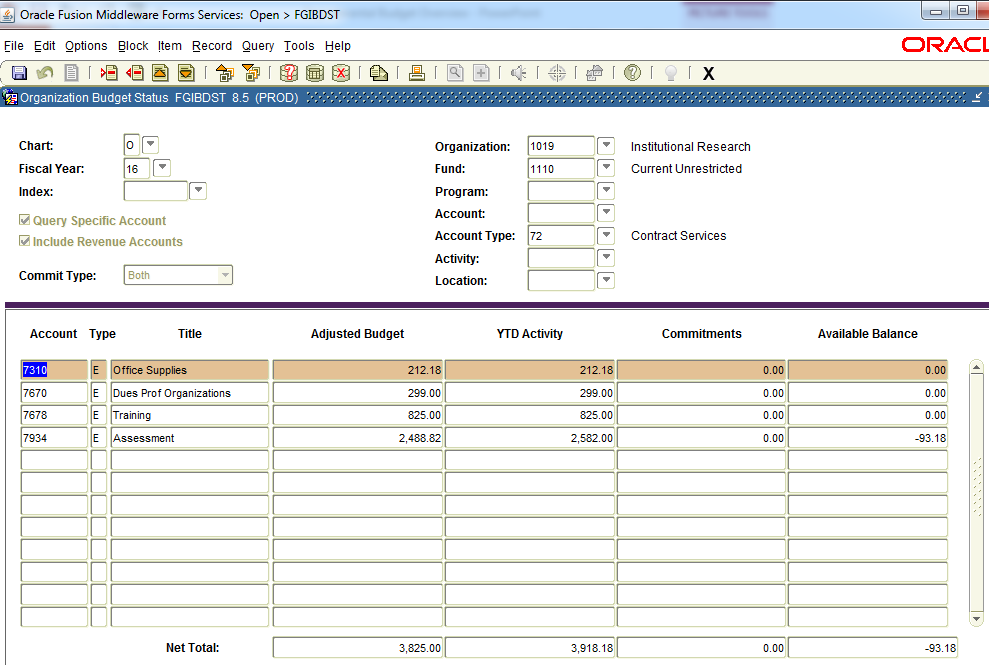 Oracle Fusion Middleware Forms Services: Open > FGIBDST
File Edit Options Block Item Record Query Tools Help
ORACL
Organization Budget Status FGIBDST 8.5 (PROD)
Chart: O
Organization: 1019 Institutional Research
Fiscal Year: 16
Fund: 1110 Current Unrestricted
Index:
Program:
Query Specific Account
Account:
Include Revenue Accounts
Account Type: 72 Contract Services
Activity:
Commit Type: Both
Location:
Account Type Title Adjusted Budget YTD Activity Commitments Available Balance
7310 E Office Supplies 212.18 212.18 0.00 0.00
7670 E Dues Prof Organizations 299.00 299.00 0.00 0.00
7678 E Training 825.00 825.00 0.00 0.00
7934 E Assessment 2,488.82 2,582.00 0.00 -93.18
Net Total: 3,825.00 3,918.18 0.00 -93.18